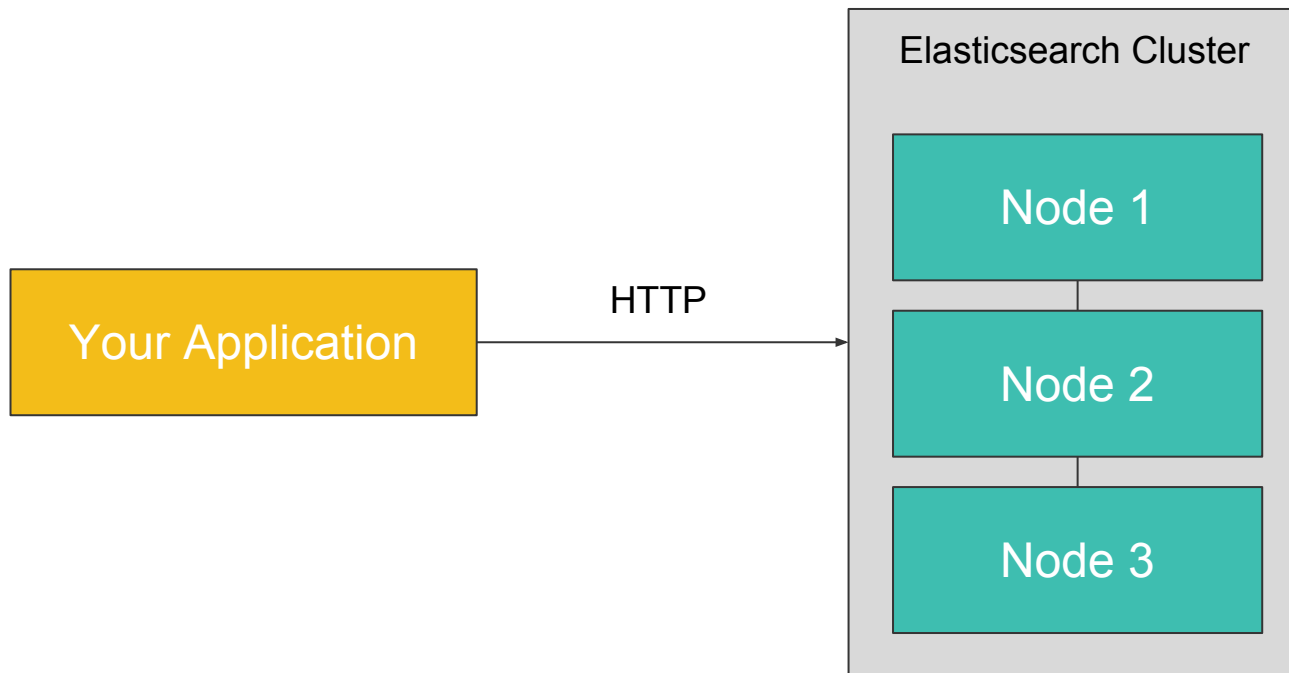 Elasticsearch Cluster
Node 1
Your Application
HTTP
Node 2
Node 3